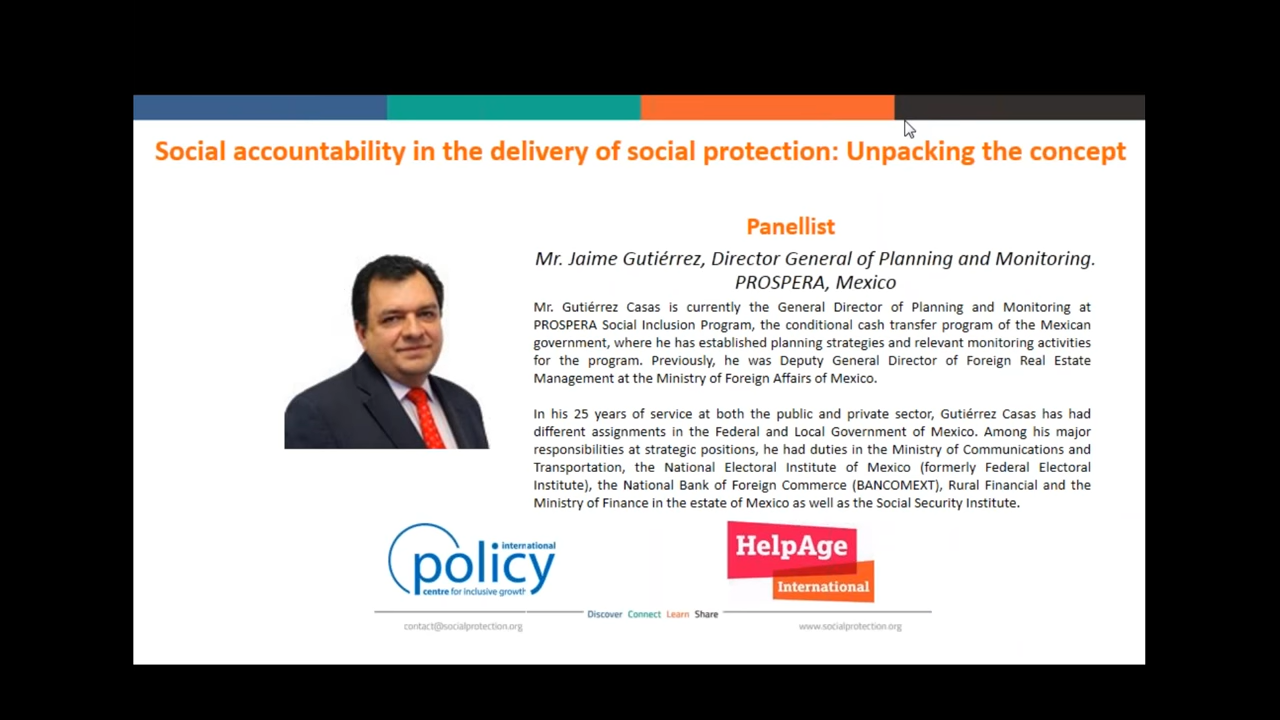 Social accountability in the delivery of social protection: Unpacking the concept
Panellist
Mr. Jaime Gutiérrez, Director General of Planning and Monitoring.
PROSPERA, Mexico
Mr. Gutiérrez Casas is currently the General Director of Planning and Monitoring at
PROSPERA Social Inclusion Program, the conditional cash transfer program of the Mexican
government, where he has established planning strategies and relevant monitoring activities
for the program. Previously, he was Deputy General Director of Foreign Real Estate
Management at the Ministry of Foreign Affairs of Mexico.
In his 25 years of service at both the public and private sector, Gutiérrez Casas has had
different assignments in the Federal and Local Government of Mexico. Among his major
responsibilities at strategic positions, he had duties in the Ministry of Communications and
Transportation, the National Electoral Institute of Mexico (formerly Federal Electoral
Institute), the National Bank of Foreign Commerce (BANCOMEXT), Rural Financial and the
Ministry of Finance in the estate of Mexico as well as the Social Security Institute.
international
policy
centre for inclusive growth
HelpAge
International
Discover Connect Learn Share
contact@socialprotection.org
www.socialprotection.org